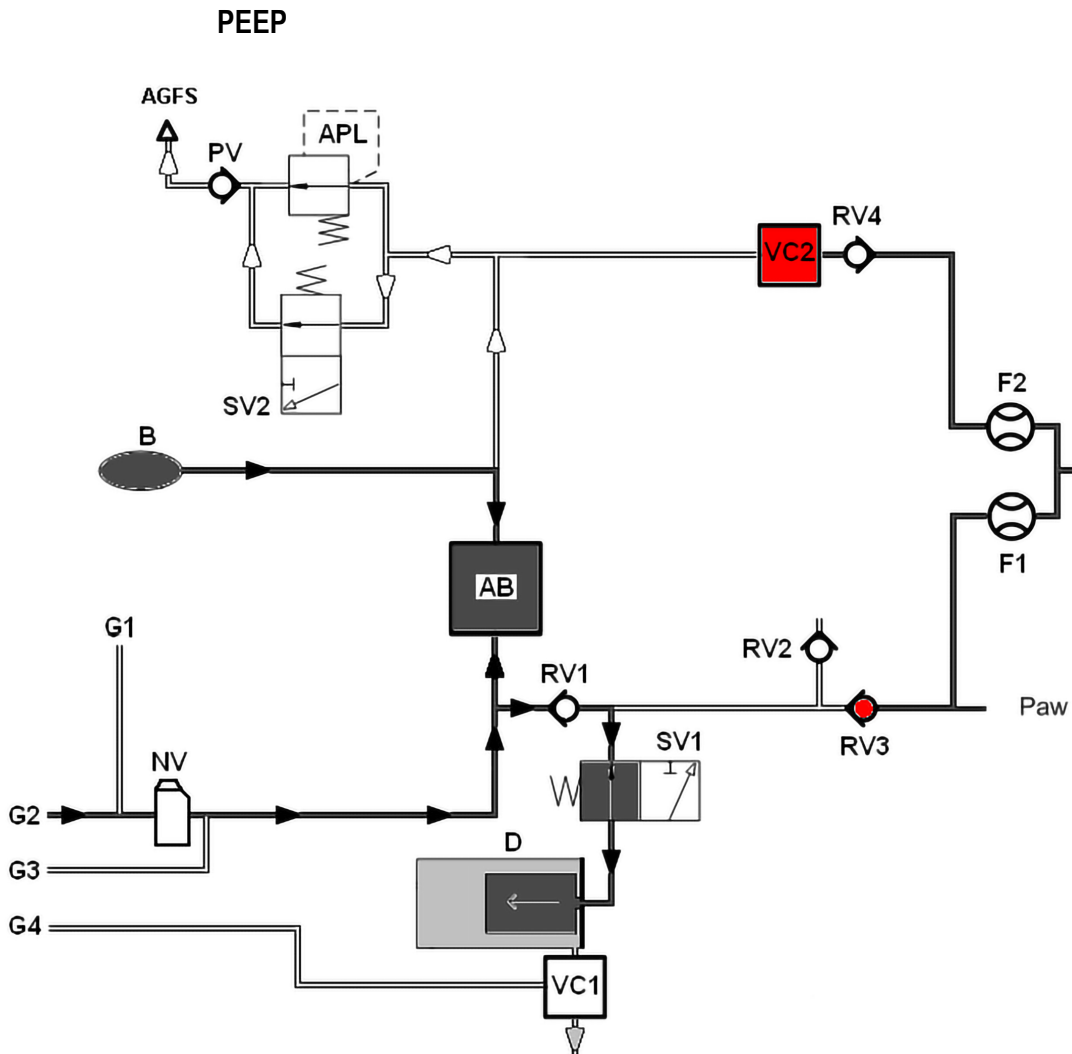 PEEP
AGFS
APL
PV
RV4
VC2
F2
SV2
B
F1
AB
G1
RV2
RV1
Paw
SV1
RV3
NV
G2
D
G3
G4
VC1